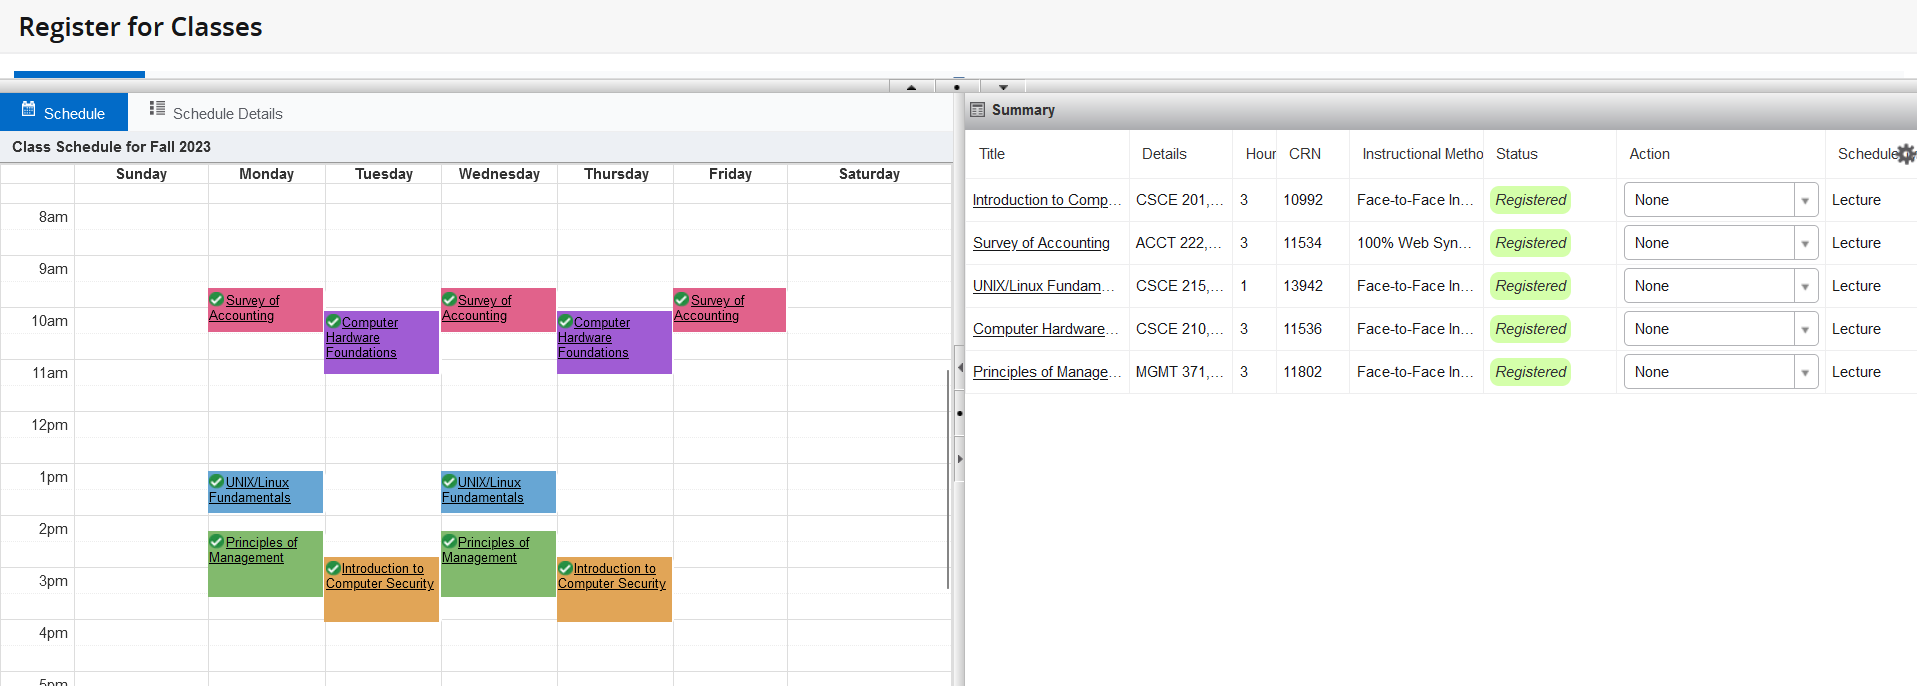 Register for Classes
Schedule
Schedule Details
Class Schedule for Fall 2023
Sunday Monday Tuesday Wednesday Thursday Friday Saturday
8am
9am
Survey of
Accounting
Survey of
Accounting
Survey of
Accounting
10am
Computer
Hardware
Foundations
Computer
Hardware
Foundations
11am
12pm
1pm
UNIX/Linux
Fundamentals
UNIX/Linux
Fundamentals
2pm
Principles of
Management
Principles of
Management
Introduction to
Computer Security
Introduction to
Computer Security
3pm
4pm
5pm
Summary
Title Details Hour CRN Instructional Metho Status Action Schedule
Introduction to Comp... CSCE 201,... 3 10992 Face-to-Face In... Registered None Lecture
Survey of Accounting ACCT 222,... 3 11534 100% Web Syn... Registered None Lecture
UNIX/Linux Fundam... CSCE 215,... 1 13942 Face-to-Face In... Registered None Lecture
Computer Hardware... CSCE 210,... 3 11536 Face-to-Face In... Registered None Lecture
Principles of Manage... MGMT 371,... 3 11802 Face-to-Face In... Registered None Lecture